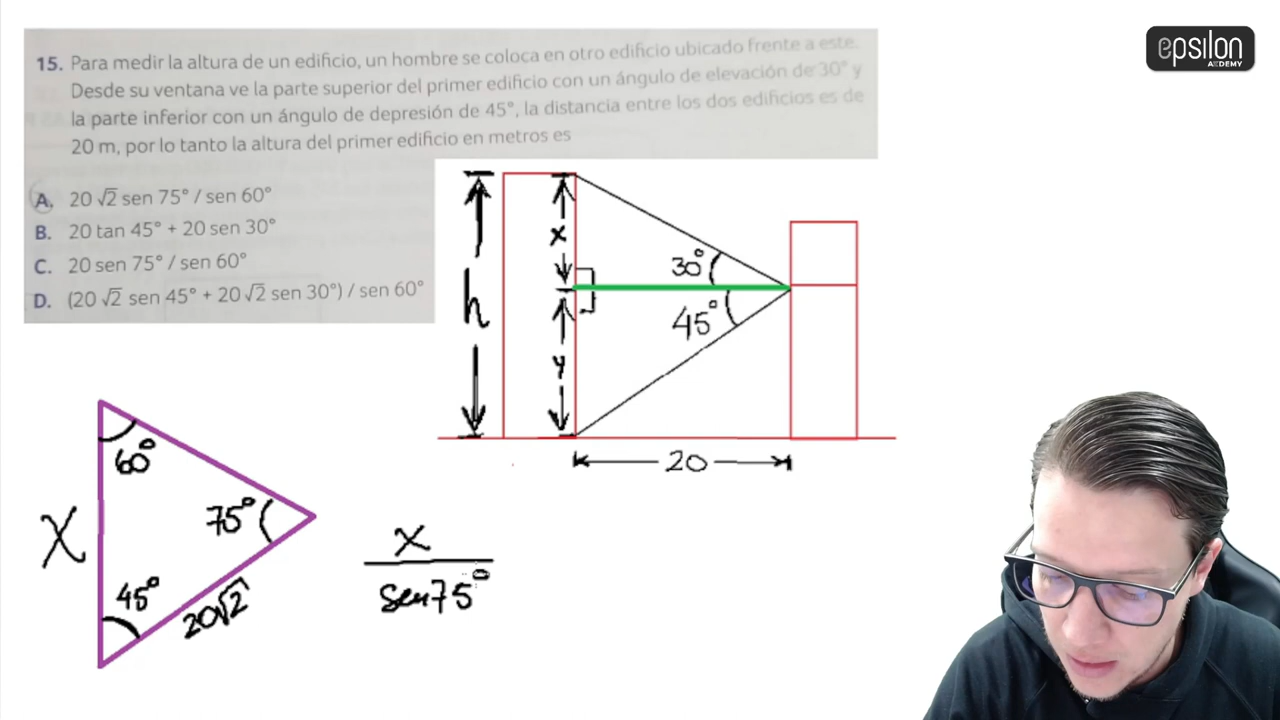 epsilon
ACADEMY
15. Para medir la altura de un edificio, un hombre se coloca en otro edificio ubicado frente a este.
Desde su ventana ve la parte superior del primer edificio con un ángulo de elevación de 30° y
la parte inferior con un ángulo de depresión de 45°, la distancia entre los dos edificios es de
20 m, por lo tanto la altura del primer edificio en metros es
A. 20 √2 sen 75° / sen 60°
B. 20 tan 45° + 20 sen 30°
C. 20 sen 75° / sen 60°
D. (20 √2 sen 45° + 20 √2 sen 30°) / sen 60°
x
30°
h
45°
y
20
60°
75°
X
45°
20√2
x
sen75°